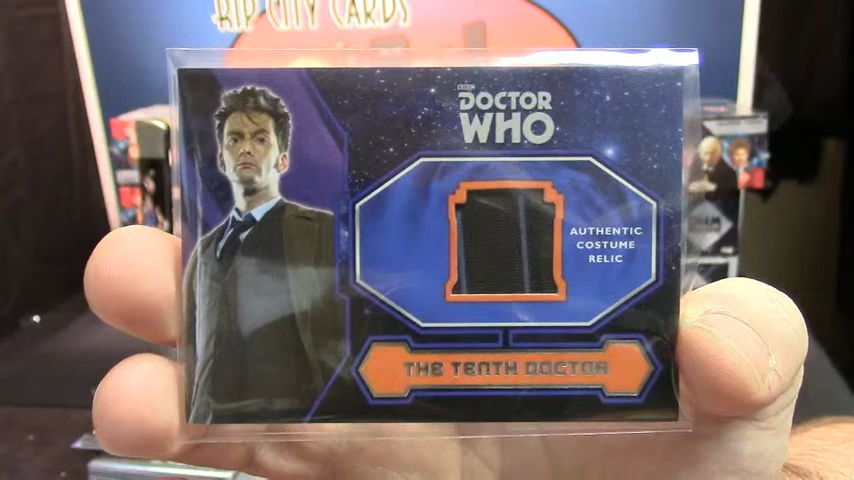 RIP CITY CARDS
BBC
DOCTOR
WHO
AUTHENTIC
COSTUME
RELIC
THE TENTH DOCTOR